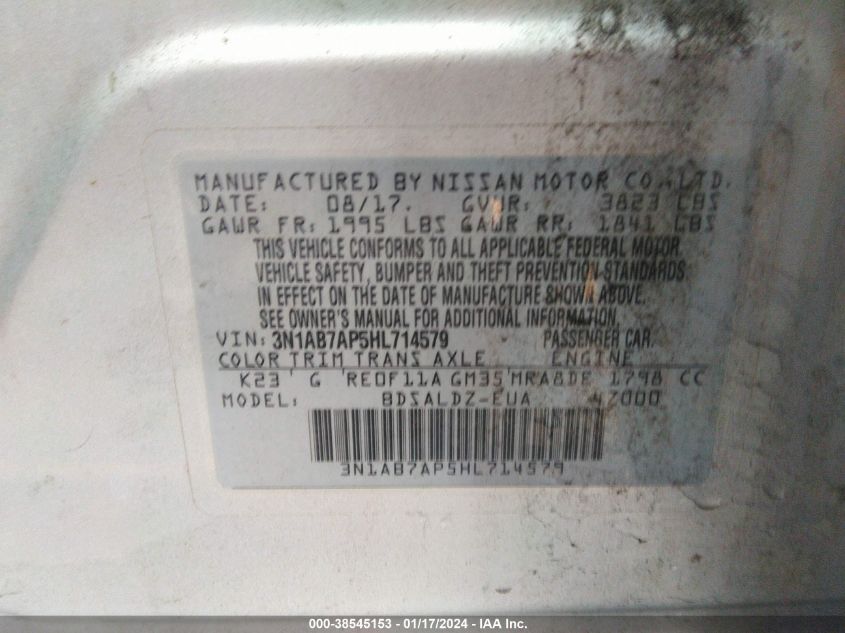 MANUFACTURED BY NISSAN MOTOR CO., LTD.
DATE: 08/17. GVWR: 3823 LBS
GAWR FR: 1995 LBS GAWR RR: 1841 LBS
THIS VEHICLE CONFORMS TO ALL APPLICABLE FEDERAL MOTOR
VEHICLE SAFETY, BUMPER AND THEFT PREVENTION STANDARDS
IN EFFECT ON THE DATE OF MANUFACTURE SHOWN ABOVE.
SEE OWNER'S MANUAL FOR ADDITIONAL INFORMATION.
VIN: 3N1AB7AP5HL714579 PASSENGER CAR.
COLOR TRIM TRANS AXLE ENGINE
K23 G RE0F11A GM35 MRA8DE 1798 CC
MODEL: BDSALDZ-EUA 4Z000
3N1AB7AP5HL714579
000-38545153 - 01/17/2024 - IAA Inc.